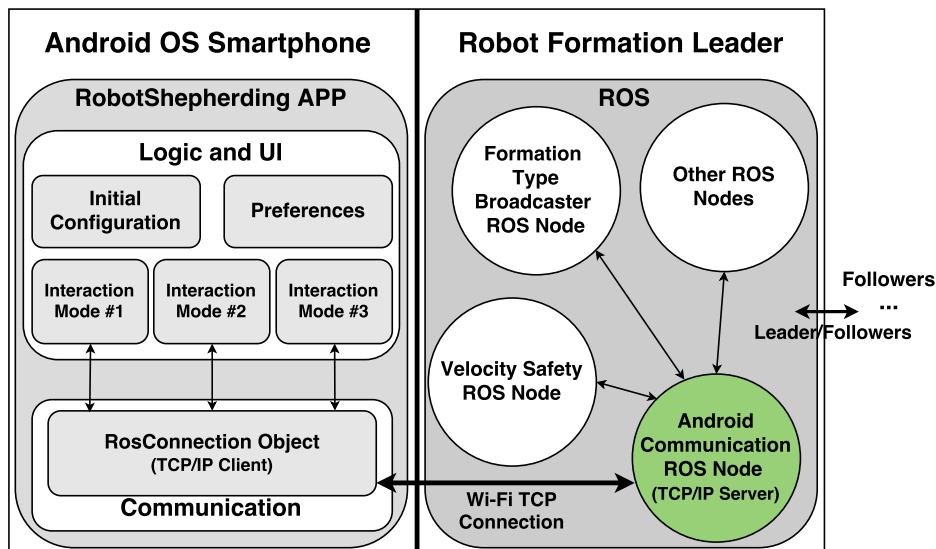 Android OS Smartphone
RobotShepherding APP
Logic and UI
Initial
Configuration
Preferences
Interaction
Mode #1
Interaction
Mode #2
Interaction
Mode #3
RosConnection Object
(TCP/IP Client)
Communication
Robot Formation Leader
ROS
Formation
Type
Broadcaster
ROS Node
Other ROS
Nodes
Velocity Safety
ROS Node
Android
Communication
ROS Node
(TCP/IP Server)
Wi-Fi TCP
Connection
Followers
...
Leader/Followers